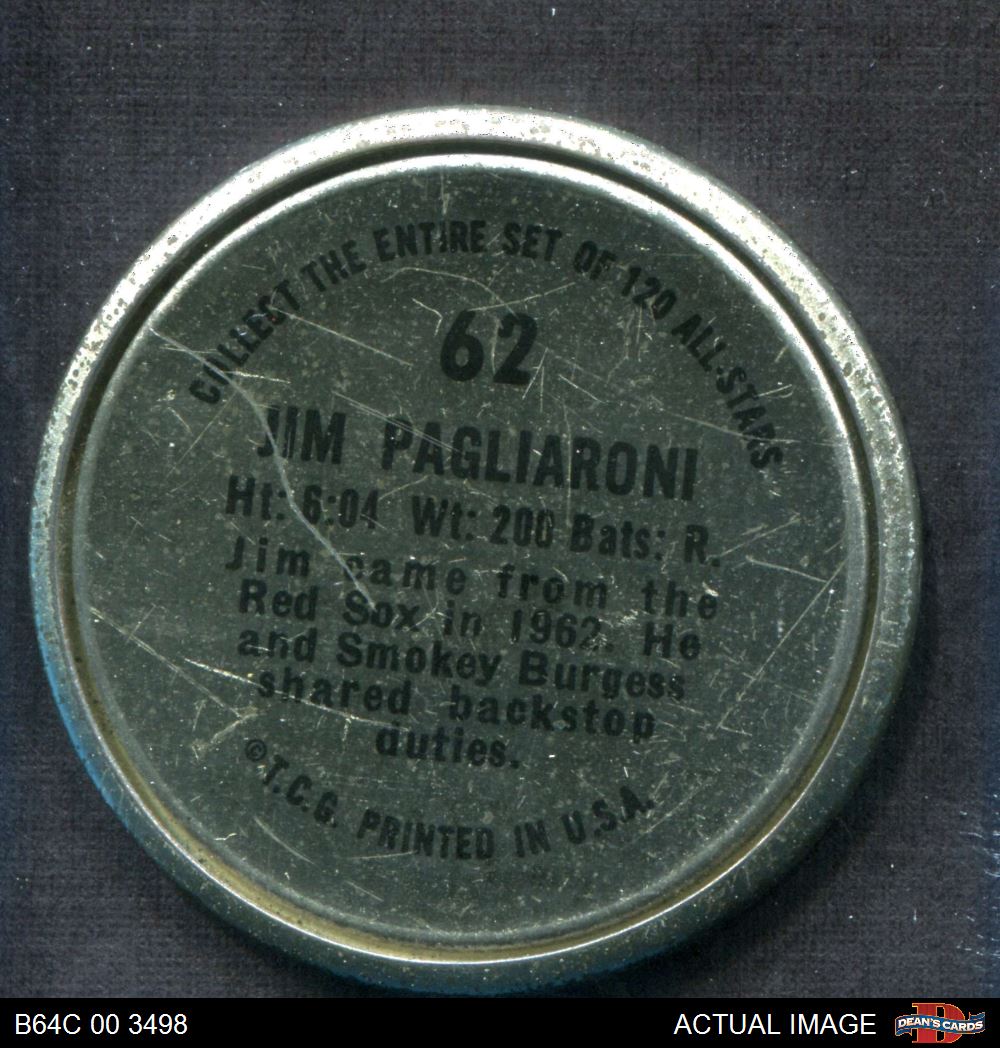 COLLECT THE ENTIRE SET OF 120 ALL-STARS
62
JIM PAGLIARONI
Ht: 6:04 Wt: 200 Bats: R.
Jim came from the
Red Sox in 1962. He
and Smokey Burgess
shared backstop
duties.
©T.C.G. PRINTED IN U.S.A.
B64C 00 3498
ACTUAL IMAGE
D
DEAN'S CARDS